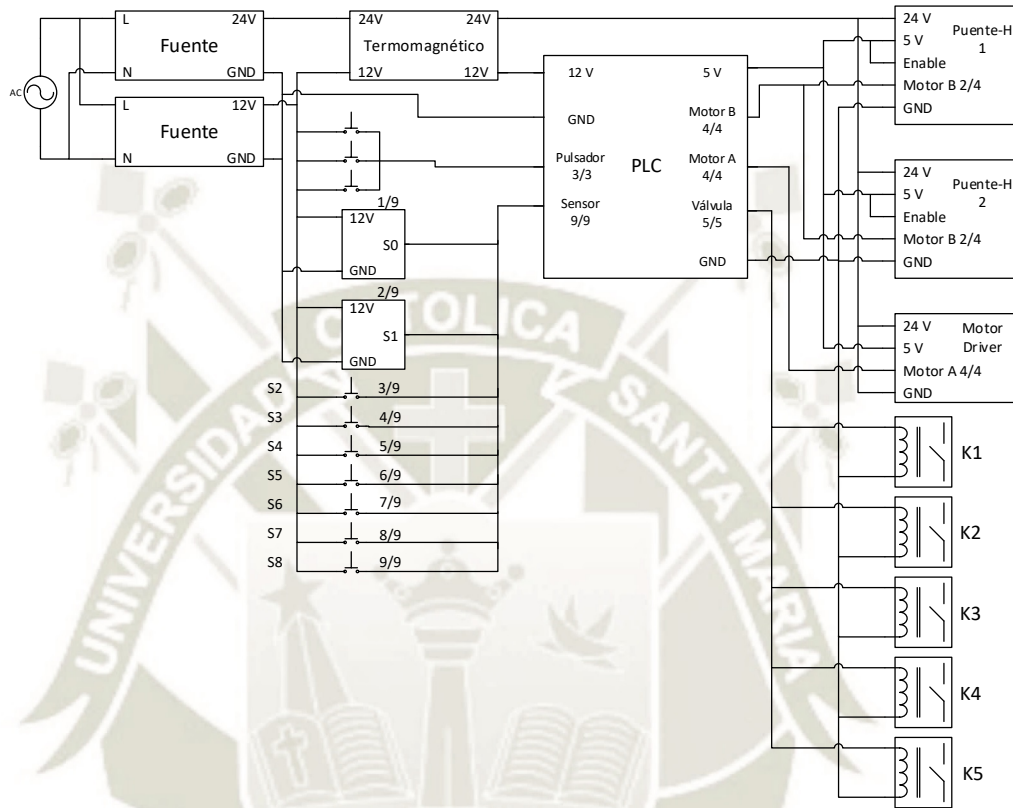 L 24V
Fuente
N GND
24V 24V
Termomagnético
12V 12V
AC
L 12V
Fuente
N GND
12 V 5 V
GND Motor B
4/4
Pulsador PLC Motor A
3/3 4/4
Sensor Válvula
9/9 5/5
GND
24 V Puente-H
5 V 1
Enable
Motor B 2/4
GND
24 V Puente-H
5 V 2
Enable
Motor B 2/4
GND
24 V Motor
5 V Driver
Motor A 4/4
GND
1/9
12V
S0
GND
2/9
12V
S1
GND
S2 3/9
S3 4/9
S4 5/9
S5 6/9
S6 7/9
S7 8/9
S8 9/9
K1
K2
K3
K4
K5
UNIVERSIDAD CATOLICA SANTA MARIA